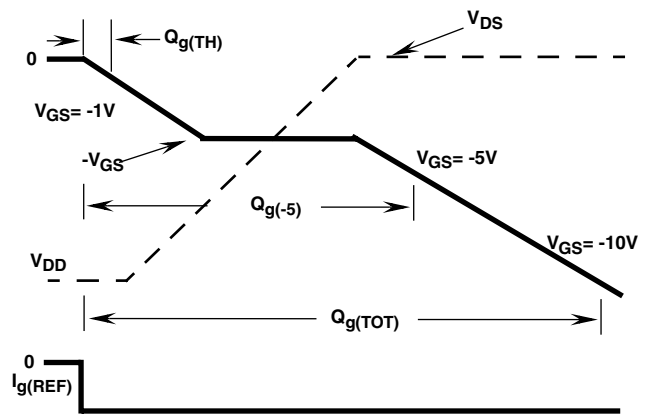 V_DS
Q_g(TH)
0
V_GS= -1V
-V_GS
V_GS= -5V
Q_g(-5)
V_GS= -10V
V_DD
Q_g(TOT)
0
I_g(REF)